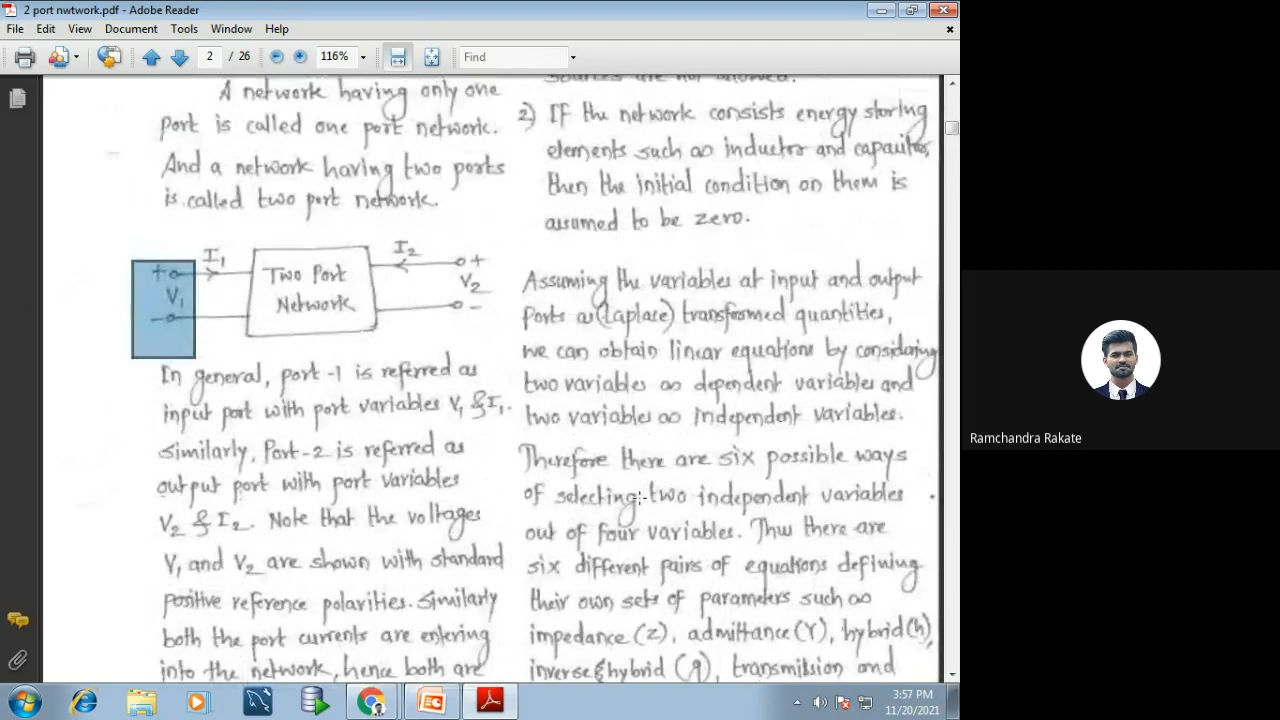 2 port nwtwork.pdf - Adobe Reader
File Edit View Document Tools Window Help
2 / 26 116% Find
A network having only one
port is called one port network.
And a network having two ports
is called two port network.
I1 I2
+ Two Port +
V1 Network V2
- -
In general, port-1 is referred as
input port with port variables V1 & I1.
Similarly, Port-2 is referred as
output port with port variables
V2 & I2. Note that the voltages
V1 and V2 are shown with standard
positive reference polarities. Similarly
both the port currents are entering
into the network, hence both are
sources are not allowed.
2) If the network consists energy storing
elements such as inductor and capacitor,
then the initial condition on them is
assumed to be zero.
Assuming the variables at input and output
Ports as (Laplace) transformed quantities,
we can obtain linear equations by considering
two variables as dependent variables and
two variables as independent variables.
Therefore there are six possible ways
of selecting two independent variables
out of four variables. Thus there are
six different pairs of equations defining
their own sets of parameters such as
impedance (Z), admittance (Y), hybrid (h),
inverse hybrid (g), transmission and
Ramchandra Rakate
3:57 PM
11/20/2021